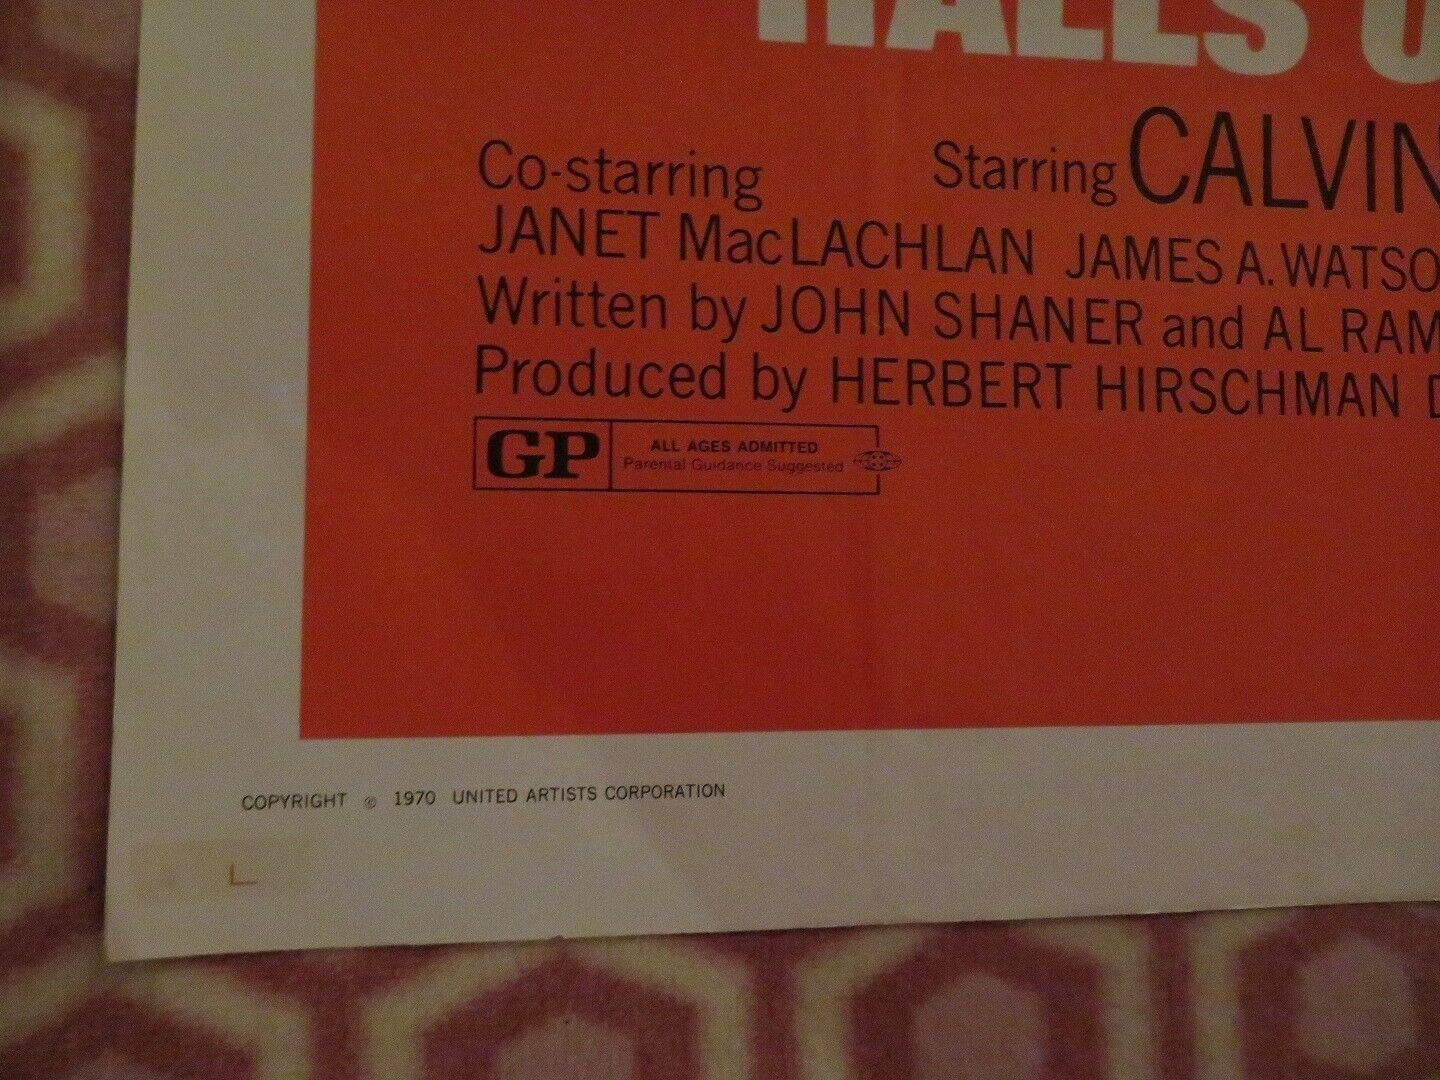 HALLS O
Co-starring Starring CALVIN
JANET MacLACHLAN JAMES A. WATSO
Written by JOHN SHANER and AL RAM
Produced by HERBERT HIRSCHMAN D
GP ALL AGES ADMITTED
Parental Guidance Suggested
COPYRIGHT © 1970 UNITED ARTISTS CORPORATION